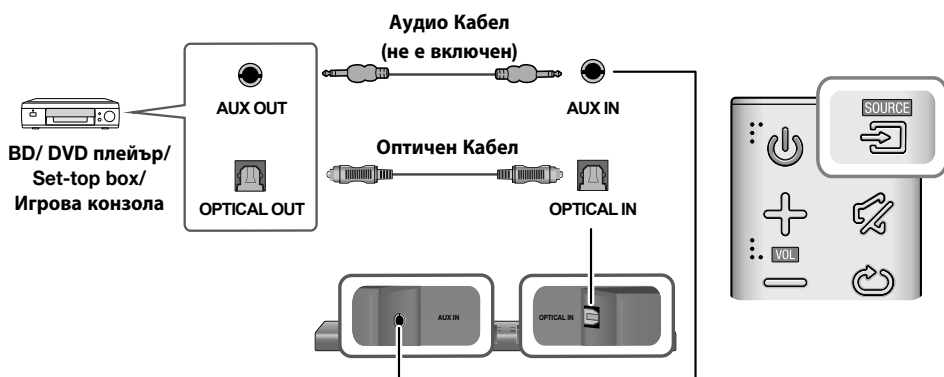 Аудио Кабел
(не е включен)
AUX OUT
AUX IN
BD/ DVD плейър/
Set-top box/
Игрова конзола
Оптичен Кабел
OPTICAL OUT
OPTICAL IN
AUX IN
OPTICAL IN
SOURCE
VOL